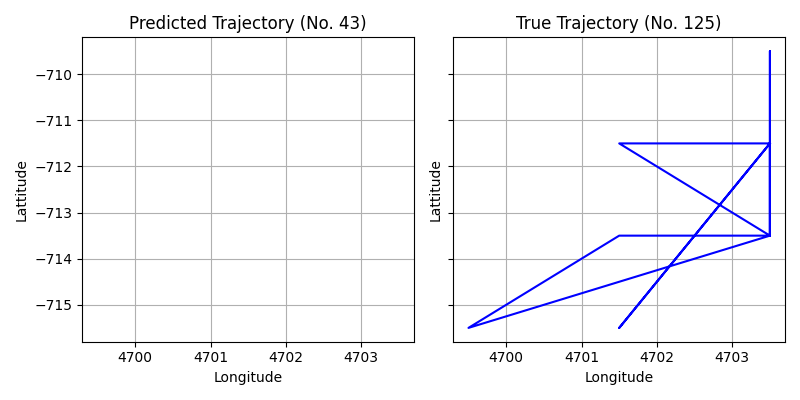 Predicted Trajectory (No. 43)
True Trajectory (No. 125)
Lattitude
−710
−711
−712
−713
−714
−715
4700
4701
4702
4703
Longitude
Lattitude
4700
4701
4702
4703
Longitude